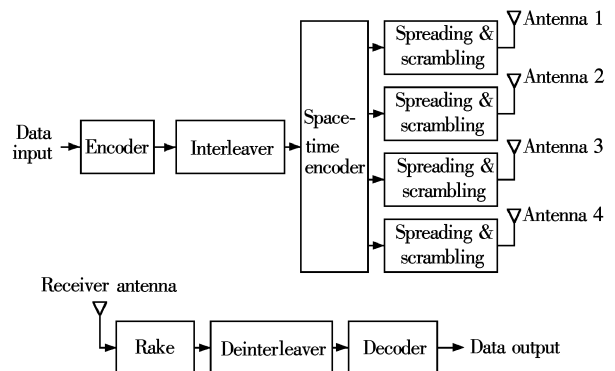 Data
input
Encoder
Interleaver
Space-
time
encoder
Spreading &
scrambling
Antenna 1
Spreading &
scrambling
Antenna 2
Spreading &
scrambling
Antenna 3
Spreading &
scrambling
Antenna 4
Receiver antenna
Rake
Deinterleaver
Decoder
Data output